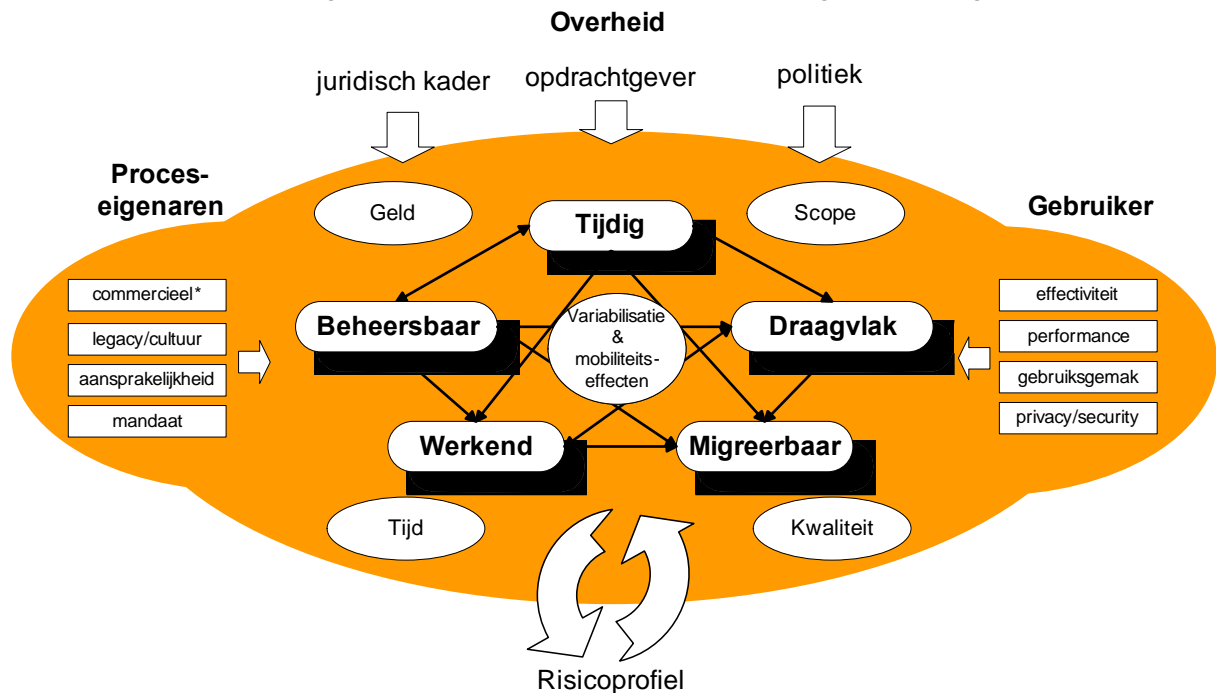 Overheid
juridisch kader
opdrachtgever
politiek
Proces-
eigenaren
Geld
Tijdig
Scope
Gebruiker
commercieel*
legacy/cultuur
aansprakelijkheid
mandaat
Beheersbaar
Variabilisatie
&
mobiliteits-
effecten
Draagvlak
effectiviteit
performance
gebruiksgemak
privacy/security
Werkend
Migreerbaar
Tijd
Kwaliteit
Risicoprofiel